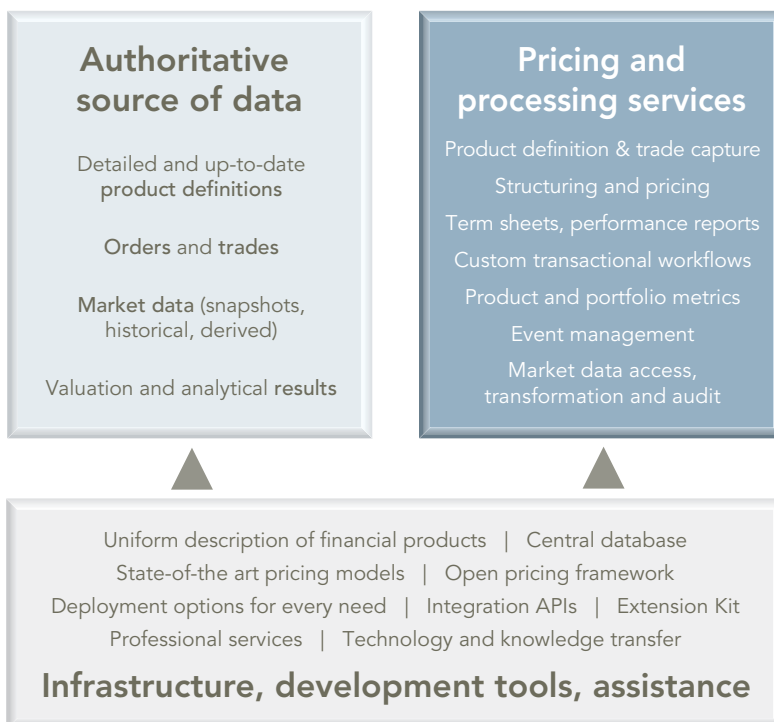 Authoritative
source of data
Detailed and up-to-date
product definitions
Orders and trades
Market data (snapshots,
historical, derived)
Valuation and analytical results
Pricing and
processing services
Product definition & trade capture
Structuring and pricing
Term sheets, performance reports
Custom transactional workflows
Product and portfolio metrics
Event management
Market data access,
transformation and audit
Uniform description of financial products | Central database
State-of-the art pricing models | Open pricing framework
Deployment options for every need | Integration APIs | Extension Kit
Professional services | Technology and knowledge transfer
Infrastructure, development tools, assistance